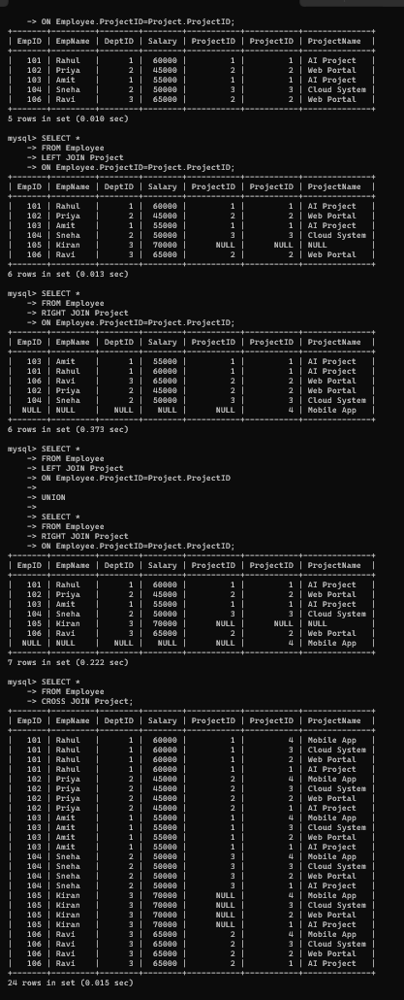 -> ON Employee.ProjectID=Project.ProjectID;
+-------+---------+--------+--------+-----------+-----------+--------------+
| EmpID | EmpName | DeptID | Salary | ProjectID | ProjectID | ProjectName  |
+-------+---------+--------+--------+-----------+-----------+--------------+
|   101 | Rahul   |      1 |  60000 |         1 |         1 | AI Project   |
|   102 | Priya   |      2 |  45000 |         2 |         2 | Web Portal   |
|   103 | Amit    |      1 |  55000 |         1 |         1 | AI Project   |
|   104 | Sneha   |      2 |  50000 |         3 |         3 | Cloud System |
|   106 | Ravi    |      3 |  65000 |         2 |         2 | Web Portal   |
+-------+---------+--------+--------+-----------+-----------+--------------+
5 rows in set (0.010 sec)
mysql> SELECT *
    -> FROM Employee
    -> LEFT JOIN Project
    -> ON Employee.ProjectID=Project.ProjectID;
+-------+---------+--------+--------+-----------+-----------+--------------+
| EmpID | EmpName | DeptID | Salary | ProjectID | ProjectID | ProjectName  |
+-------+---------+--------+--------+-----------+-----------+--------------+
|   101 | Rahul   |      1 |  60000 |         1 |         1 | AI Project   |
|   102 | Priya   |      2 |  45000 |         2 |         2 | Web Portal   |
|   103 | Amit    |      1 |  55000 |         1 |         1 | AI Project   |
|   104 | Sneha   |      2 |  50000 |         3 |         3 | Cloud System |
|   105 | Kiran   |      3 |  70000 |      NULL |      NULL | NULL         |
|   106 | Ravi    |      3 |  65000 |         2 |         2 | Web Portal   |
+-------+---------+--------+--------+-----------+-----------+--------------+
6 rows in set (0.013 sec)
mysql> SELECT *
    -> FROM Employee
    -> RIGHT JOIN Project
    -> ON Employee.ProjectID=Project.ProjectID;
+-------+---------+--------+--------+-----------+-----------+--------------+
| EmpID | EmpName | DeptID | Salary | ProjectID | ProjectID | ProjectName  |
+-------+---------+--------+--------+-----------+-----------+--------------+
|   103 | Amit    |      1 |  55000 |         1 |         1 | AI Project   |
|   101 | Rahul   |      1 |  60000 |         1 |         1 | AI Project   |
|   106 | Ravi    |      3 |  65000 |         2 |         2 | Web Portal   |
|   102 | Priya   |      2 |  45000 |         2 |         2 | Web Portal   |
|   104 | Sneha   |      2 |  50000 |         3 |         3 | Cloud System |
|  NULL | NULL    |   NULL |   NULL |      NULL |         4 | Mobile App   |
+-------+---------+--------+--------+-----------+-----------+--------------+
6 rows in set (0.373 sec)
mysql> SELECT *
    -> FROM Employee
    -> LEFT JOIN Project
    -> ON Employee.ProjectID=Project.ProjectID
    ->
    -> UNION
    ->
    -> SELECT *
    -> FROM Employee
    -> RIGHT JOIN Project
    -> ON Employee.ProjectID=Project.ProjectID;
+-------+---------+--------+--------+-----------+-----------+--------------+
| EmpID | EmpName | DeptID | Salary | ProjectID | ProjectID | ProjectName  |
+-------+---------+--------+--------+-----------+-----------+--------------+
|   101 | Rahul   |      1 |  60000 |         1 |         1 | AI Project   |
|   102 | Priya   |      2 |  45000 |         2 |         2 | Web Portal   |
|   103 | Amit    |      1 |  55000 |         1 |         1 | AI Project   |
|   104 | Sneha   |      2 |  50000 |         3 |         3 | Cloud System |
|   105 | Kiran   |      3 |  70000 |      NULL |      NULL | NULL         |
|   106 | Ravi    |      3 |  65000 |         2 |         2 | Web Portal   |
|  NULL | NULL    |   NULL |   NULL |      NULL |         4 | Mobile App   |
+-------+---------+--------+--------+-----------+-----------+--------------+
7 rows in set (0.222 sec)
mysql> SELECT *
    -> FROM Employee
    -> CROSS JOIN Project;
+-------+---------+--------+--------+-----------+-----------+--------------+
| EmpID | EmpName | DeptID | Salary | ProjectID | ProjectID | ProjectName  |
+-------+---------+--------+--------+-----------+-----------+--------------+
|   101 | Rahul   |      1 |  60000 |         1 |         4 | Mobile App   |
|   101 | Rahul   |      1 |  60000 |         1 |         3 | Cloud System |
|   101 | Rahul   |      1 |  60000 |         1 |         2 | Web Portal   |
|   101 | Rahul   |      1 |  60000 |         1 |         1 | AI Project   |
|   102 | Priya   |      2 |  45000 |         2 |         4 | Mobile App   |
|   102 | Priya   |      2 |  45000 |         2 |         3 | Cloud System |
|   102 | Priya   |      2 |  45000 |         2 |         2 | Web Portal   |
|   102 | Priya   |      2 |  45000 |         2 |         1 | AI Project   |
|   103 | Amit    |      1 |  55000 |         1 |         4 | Mobile App   |
|   103 | Amit    |      1 |  55000 |         1 |         3 | Cloud System |
|   103 | Amit    |      1 |  55000 |         1 |         2 | Web Portal   |
|   103 | Amit    |      1 |  55000 |         1 |         1 | AI Project   |
|   104 | Sneha   |      2 |  50000 |         3 |         4 | Mobile App   |
|   104 | Sneha   |      2 |  50000 |         3 |         3 | Cloud System |
|   104 | Sneha   |      2 |  50000 |         3 |         2 | Web Portal   |
|   104 | Sneha   |      2 |  50000 |         3 |         1 | AI Project   |
|   105 | Kiran   |      3 |  70000 |      NULL |         4 | Mobile App   |
|   105 | Kiran   |      3 |  70000 |      NULL |         3 | Cloud System |
|   105 | Kiran   |      3 |  70000 |      NULL |         2 | Web Portal   |
|   105 | Kiran   |      3 |  70000 |      NULL |         1 | AI Project   |
|   106 | Ravi    |      3 |  65000 |         2 |         4 | Mobile App   |
|   106 | Ravi    |      3 |  65000 |         2 |         3 | Cloud System |
|   106 | Ravi    |      3 |  65000 |         2 |         2 | Web Portal   |
|   106 | Ravi    |      3 |  65000 |         2 |         1 | AI Project   |
+-------+---------+--------+--------+-----------+-----------+--------------+
24 rows in set (0.015 sec)